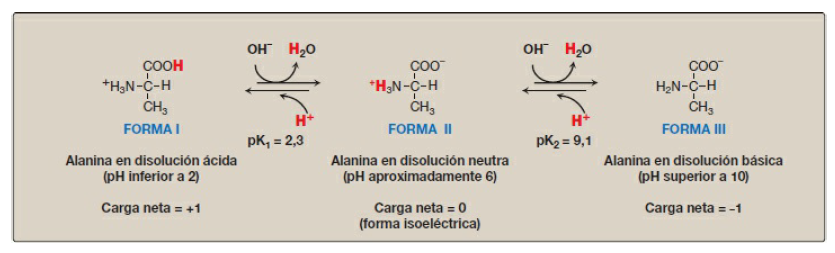 OH⁻ H₂O
OH⁻ H₂O
COOH
⁺H₃N–C–H
CH₃
FORMA I
H⁺
pK₁ = 2,3
COO⁻
⁺H₃N–C–H
CH₃
FORMA II
H⁺
pK₂ = 9,1
COO⁻
H₂N–C–H
CH₃
FORMA III
Alanina en disolución ácida
(pH inferior a 2)
Carga neta = +1
Alanina en disolución neutra
(pH aproximadamente 6)
Carga neta = 0
(forma isoeléctrica)
Alanina en disolución básica
(pH superior a 10)
Carga neta = –1